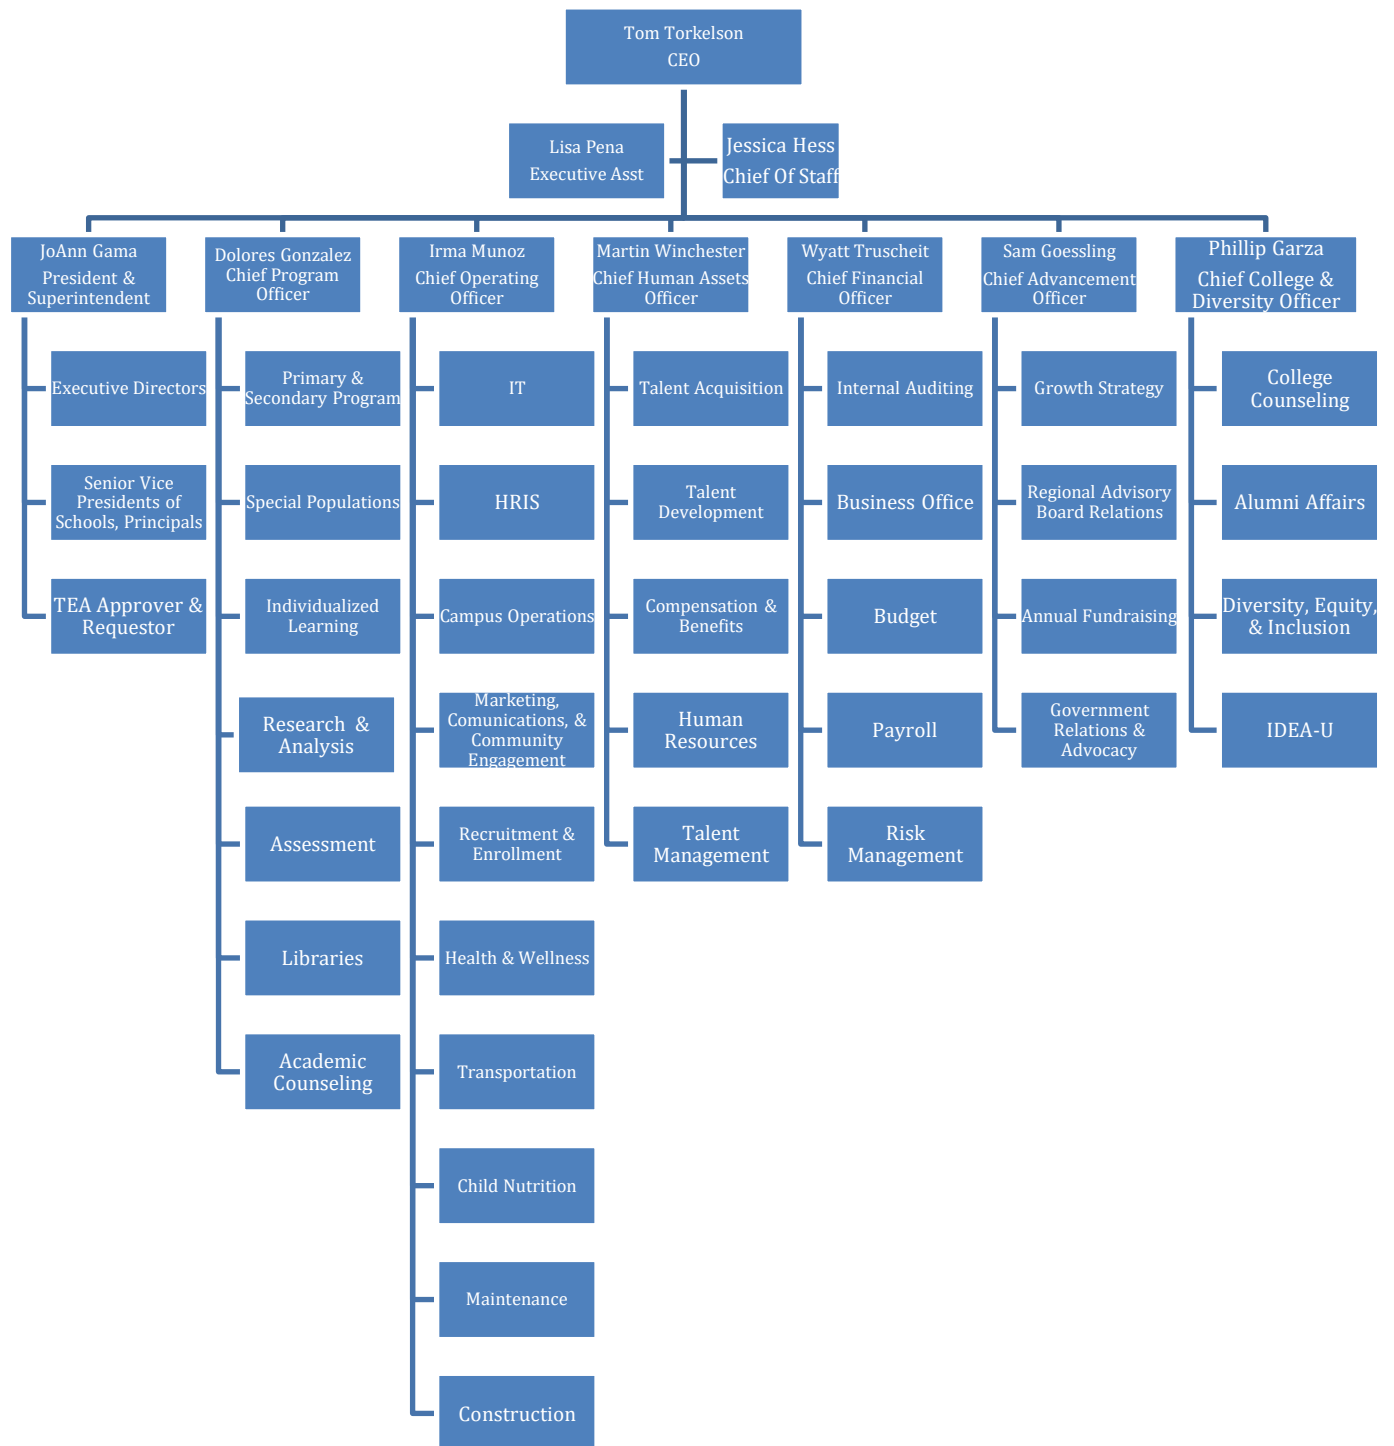 Tom Torkelson
CEO
Lisa Pena
Executive Asst
Jessica Hess
Chief Of Staff
JoAnn Gama
President &
Superintendent
Executive Directors
Senior Vice
Presidents of
Schools, Principals
TEA Approver &
Requestor
Dolores Gonzalez
Chief Program
Officer
Primary &
Secondary Program
Special Populations
Individualized
Learning
Research &
Analysis
Assessment
Libraries
Academic
Counseling
Irma Munoz
Chief Operating
Officer
IT
HRIS
Campus Operations
Marketing,
Comunications, &
Community
Engagement
Recruitment &
Enrollment
Health & Wellness
Transportation
Child Nutrition
Maintenance
Construction
Martin Winchester
Chief Human Assets
Officer
Talent Acquisition
Talent
Development
Compensation &
Benefits
Human
Resources
Talent
Management
Wyatt Truscheit
Chief Financial
Officer
Internal Auditing
Business Office
Budget
Payroll
Risk
Management
Sam Goessling
Chief Advancement
Officer
Growth Strategy
Regional Advisory
Board Relations
Annual Fundraising
Government
Relations &
Advocacy
Phillip Garza
Chief College &
Diversity Officer
College
Counseling
Alumni Affairs
Diversity, Equity,
& Inclusion
IDEA-U